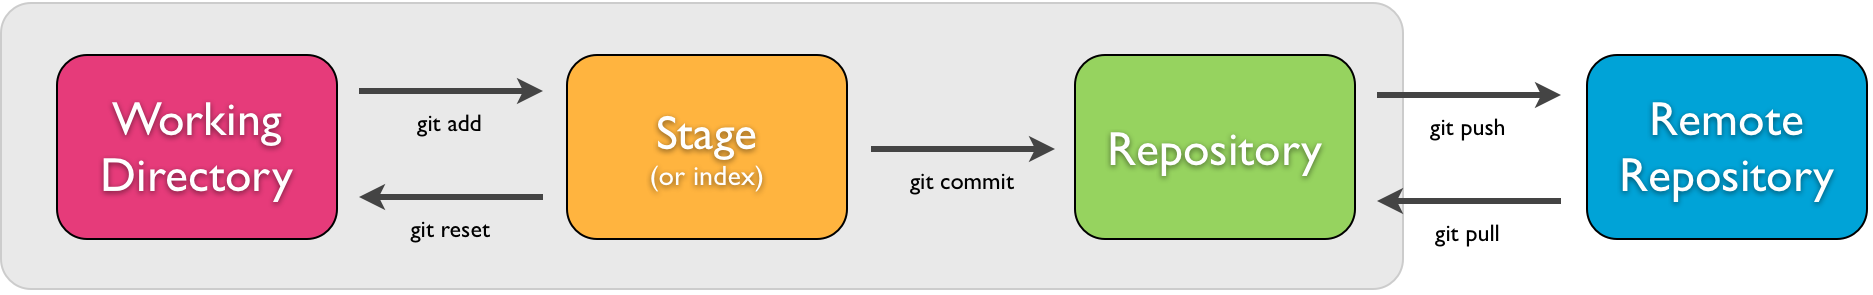 Working
Directory
git add
git reset
Stage
(or index)
git commit
Repository
git push
git pull
Remote
Repository